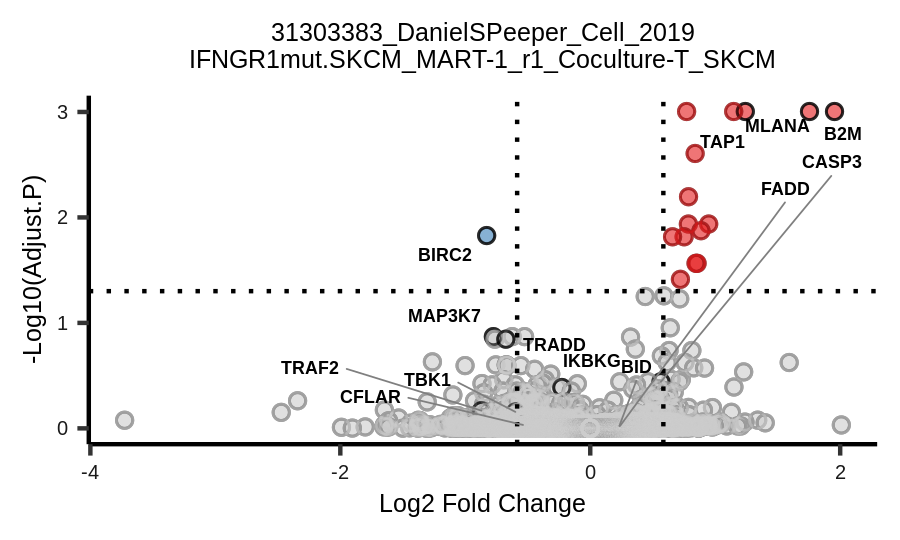 31303383_DanielSPeeper_Cell_2019
IFNGR1mut.SKCM_MART-1_r1_Coculture-T_SKCM
-Log10(Adjust.P)
3
2
1
0
MLANA
B2M
TAP1
CASP3
FADD
BIRC2
MAP3K7
TRADD
IKBKG
BID
TRAF2
TBK1
CFLAR
-4
-2
0
2
Log2 Fold Change